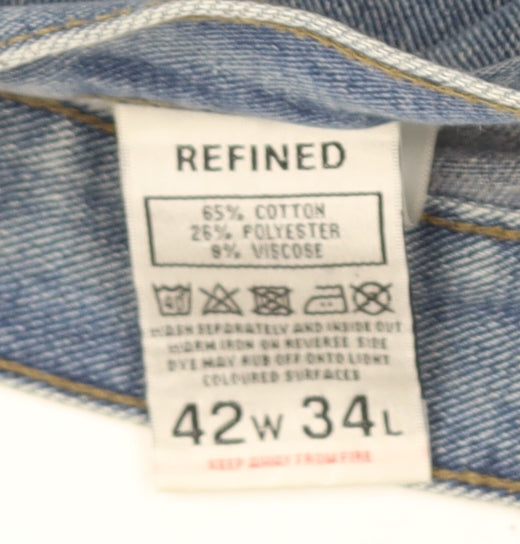 REFINED
65% COTTON
26% POLYESTER
9% VISCOSE
40
WASH SEPARATELY AND INSIDE OUT
WARM IRON ON REVERSE SIDE
DYE MAY RUB OFF ONTO LIGHT
COLOURED SURFACES
42W 34L
KEEP AWAY FROM FIRE